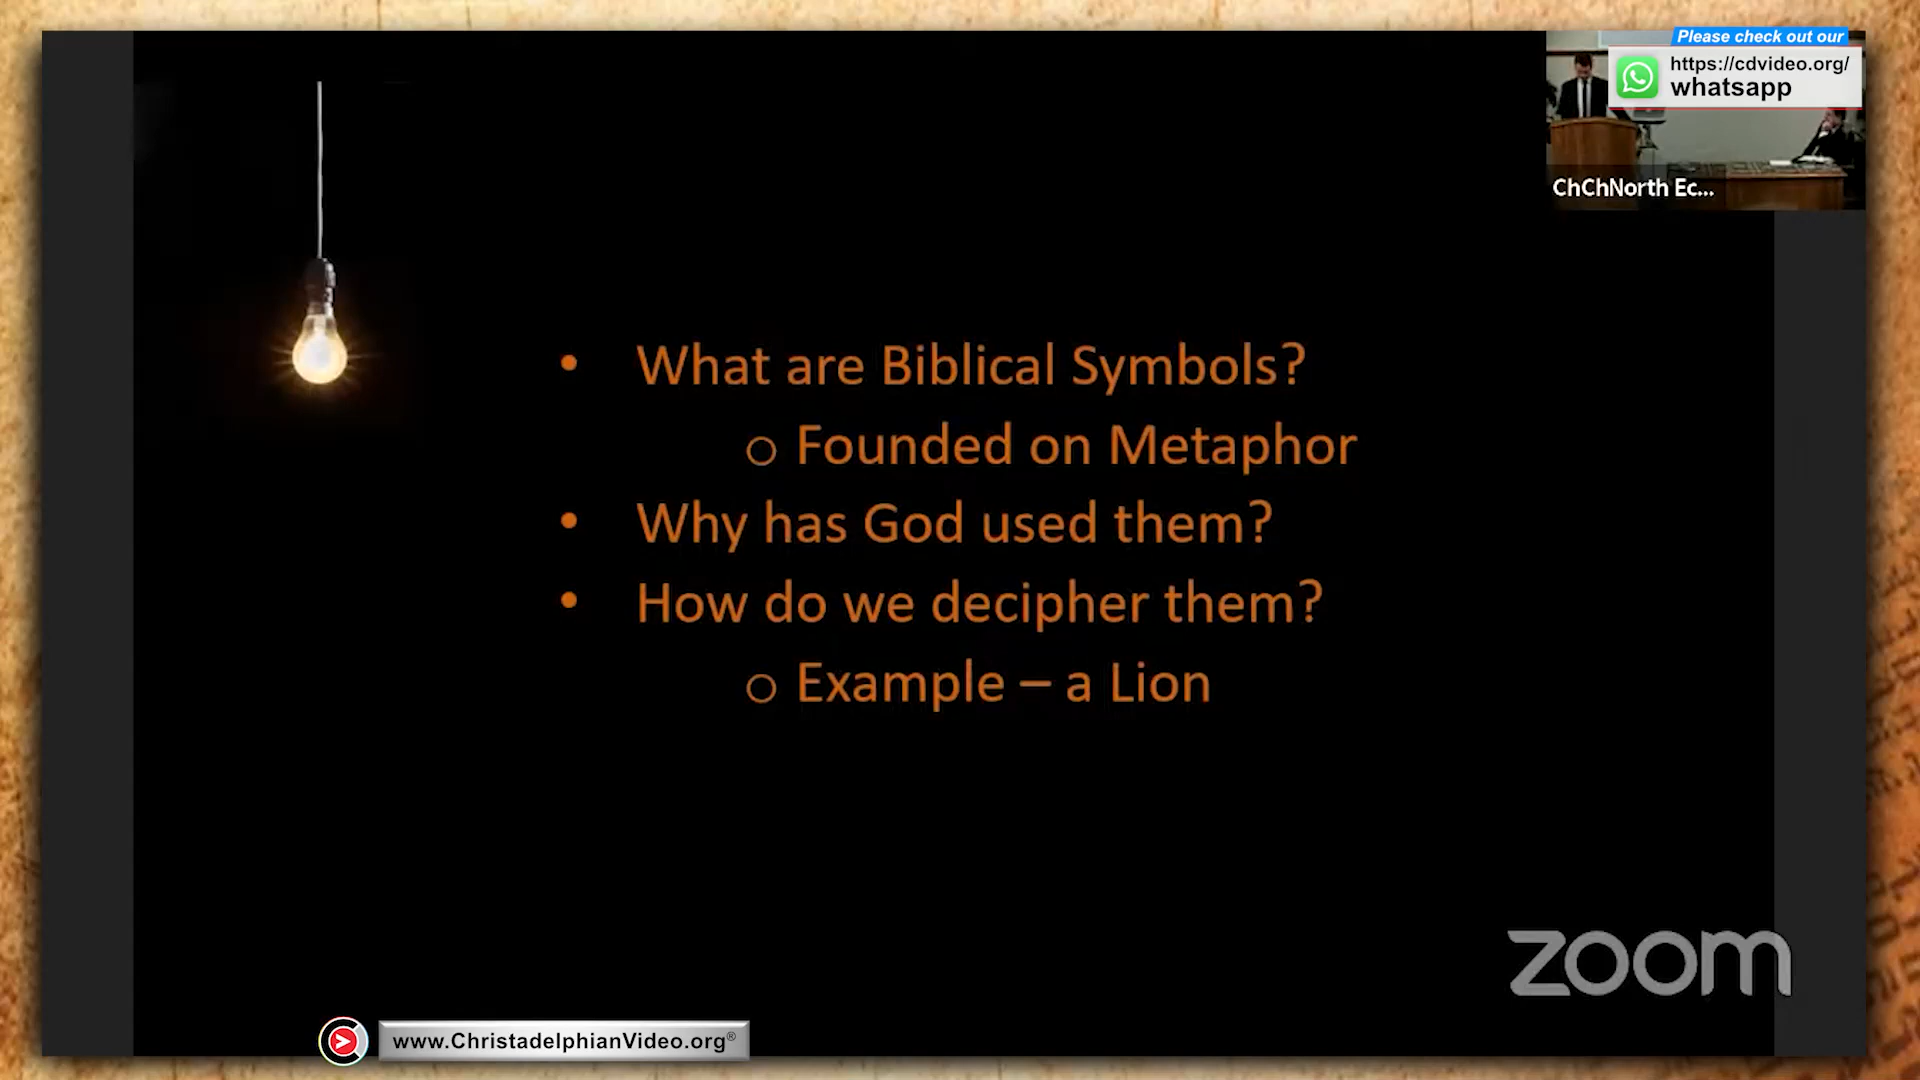 Please check out our
https://cdvideo.org/
whatsapp
ChChNorth Ec...
• What are Biblical Symbols?
o Founded on Metaphor
• Why has God used them?
• How do we decipher them?
o Example – a Lion
zoom
www.ChristadelphianVideo.org®